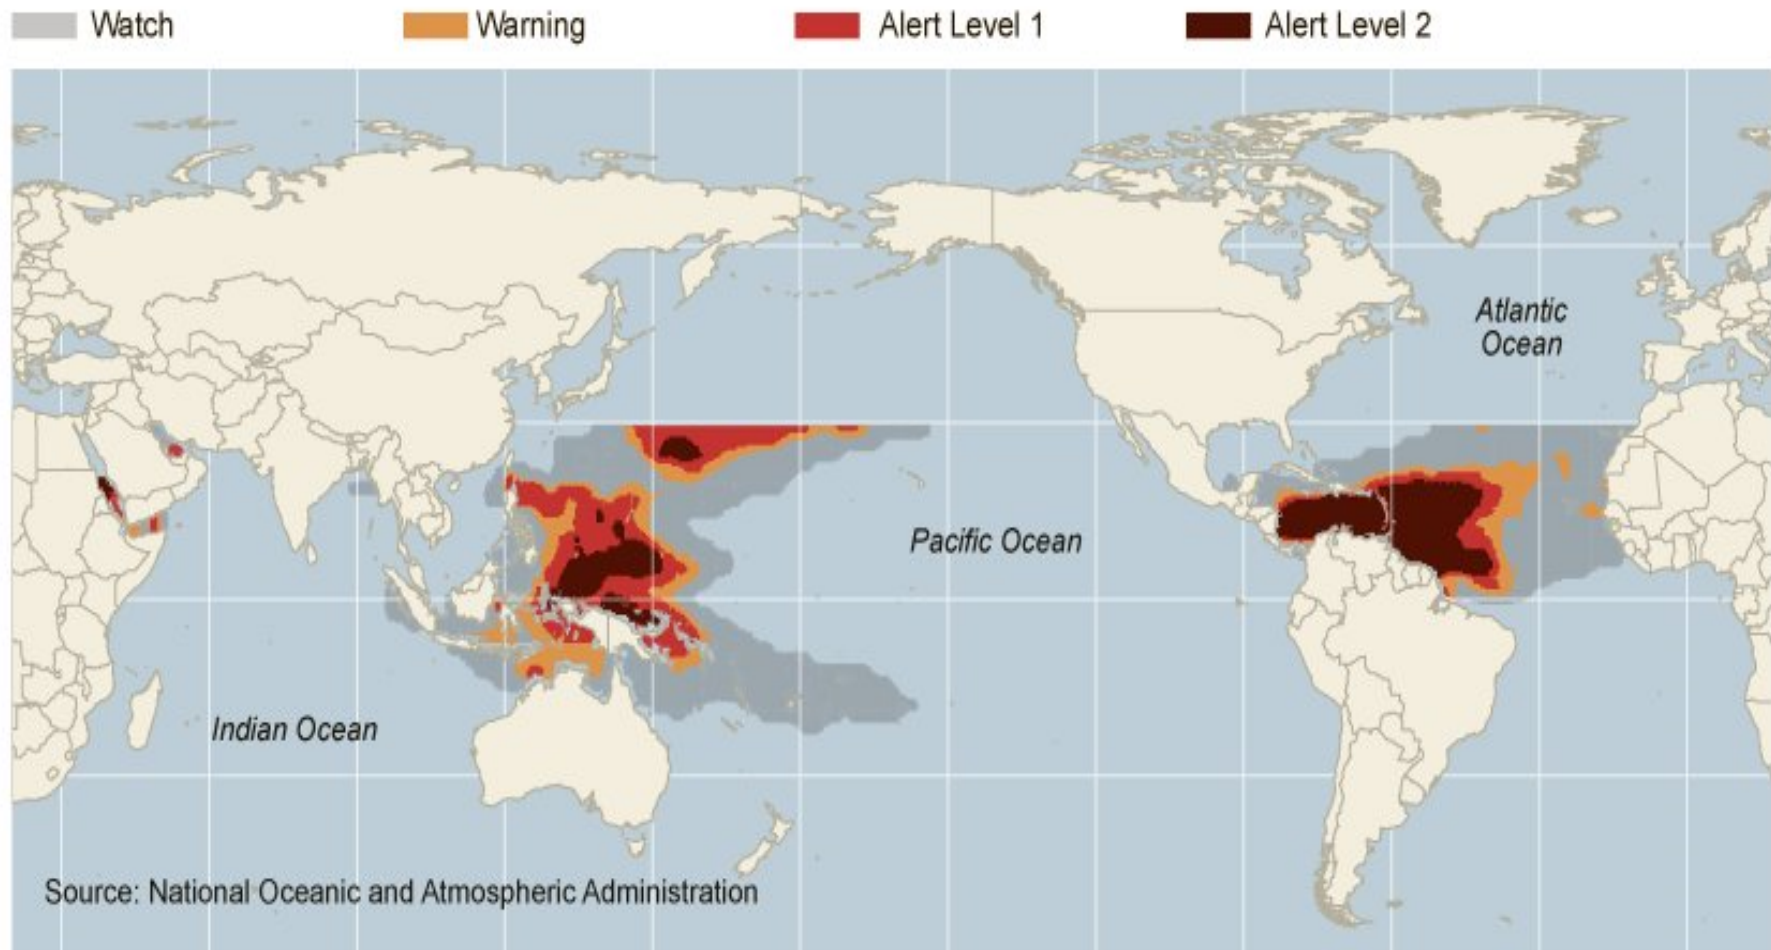 Watch Warning Alert Level 1 Alert Level 2
Atlantic
Ocean
Pacific Ocean
Indian Ocean
Source: National Oceanic and Atmospheric Administration